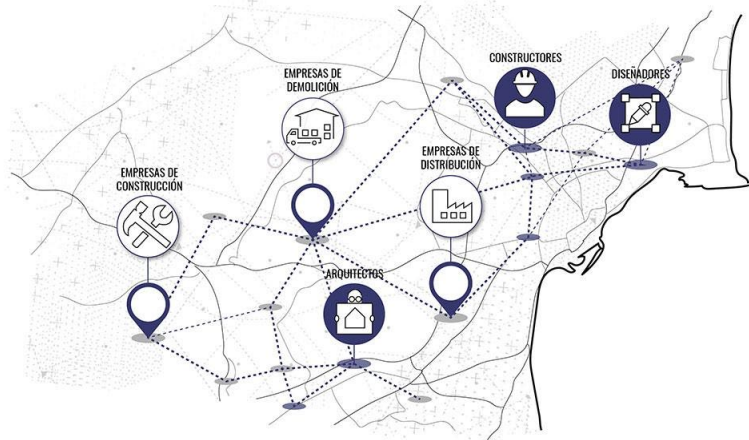 CONSTRUCTORES
EMPRESAS DE
DEMOLICIÓN
DISEÑADORES
EMPRESAS DE
DISTRIBUCIÓN
EMPRESAS DE
CONSTRUCCIÓN
ARQUITECTOS